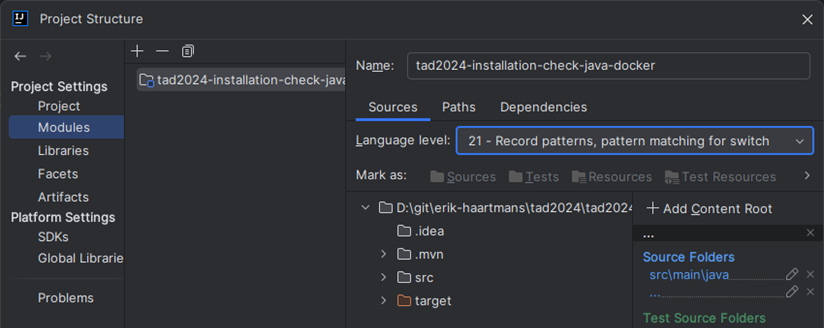 Project Structure
Project Settings
Project
Modules
Libraries
Facets
Artifacts
Platform Settings
SDKs
Global Librarie
Problems
tad2024-installation-check-java
Name:
tad2024-installation-check-java-docker
Sources
Paths
Dependencies
Language level:
21 - Record patterns, pattern matching for switch
Mark as:
Sources
Tests
Resources
Test Resources
D:\git\erik-haartmans\tad2024\tad2024
.idea
.mvn
src
target
+ Add Content Root
...
Source Folders
src\main\java
...
Test Source Folders